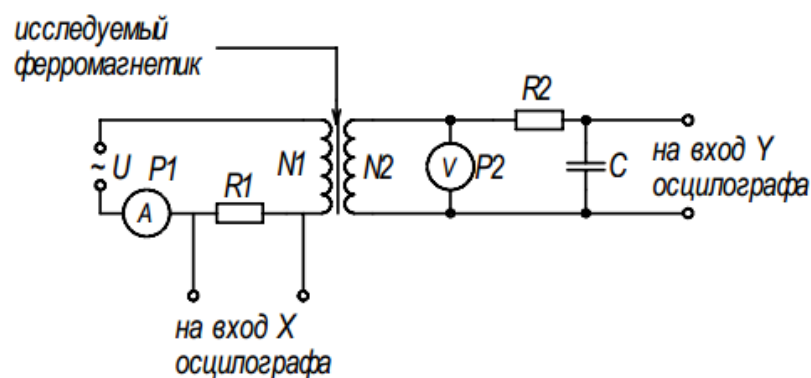 исследуемый
ферромагнетик
~ U
P1
A
R1
N1
N2
V
P2
R2
C
на вход Y
осцилографа
на вход X
осцилографа